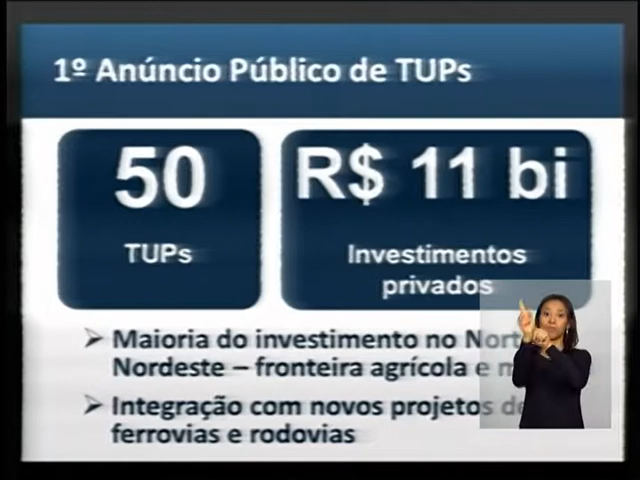 1º Anúncio Público de TUPs
50
TUPs
R$ 11 bi
Investimentos
privados
Maioria do investimento no
Nordeste – fronteira agrícola e
Integração com novos projetos
ferrovias e rodovias